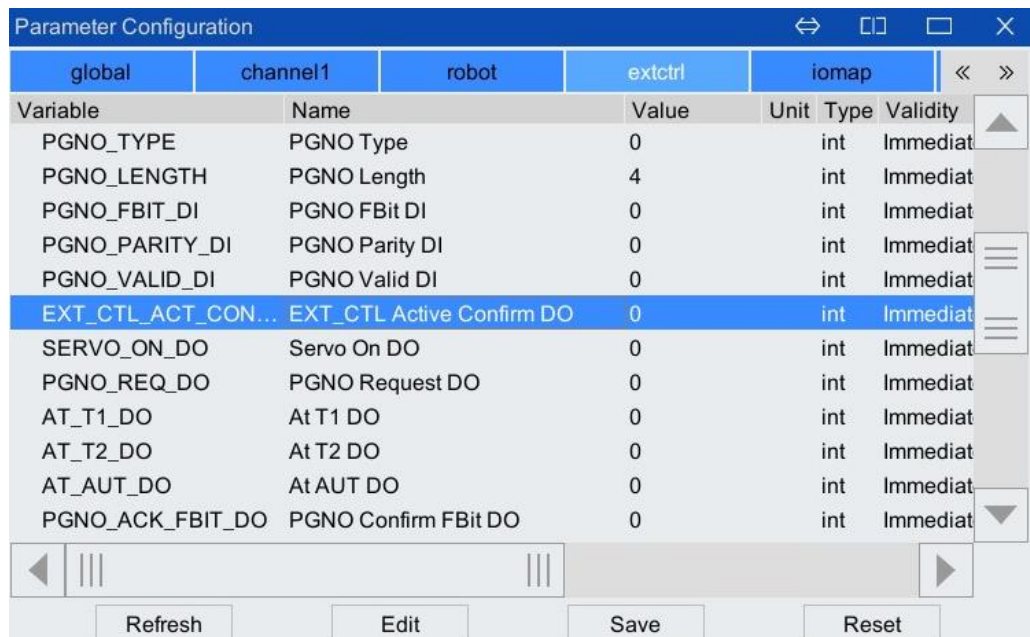 Parameter Configuration
global channel1 robot extctrl iomap
Variable Name Value Unit Type Validity
PGNO_TYPE PGNO Type 0 int Immediat
PGNO_LENGTH PGNO Length 4 int Immediat
PGNO_FBIT_DI PGNO FBit DI 0 int Immediat
PGNO_PARITY_DI PGNO Parity DI 0 int Immediat
PGNO_VALID_DI PGNO Valid DI 0 int Immediat
EXT_CTL_ACT_CON... EXT_CTL Active Confirm DO 0 int Immediat
SERVO_ON_DO Servo On DO 0 int Immediat
PGNO_REQ_DO PGNO Request DO 0 int Immediat
AT_T1_DO At T1 DO 0 int Immediat
AT_T2_DO At T2 DO 0 int Immediat
AT_AUT_DO At AUT DO 0 int Immediat
PGNO_ACK_FBIT_DO PGNO Confirm FBit DO 0 int Immediat
Refresh Edit Save Reset